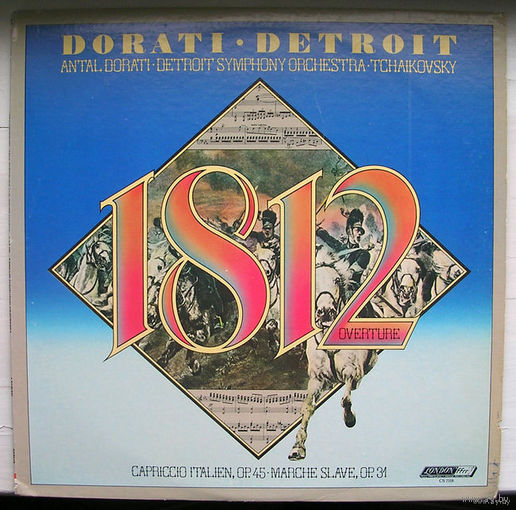 DORATI · DETROIT
ANTAL DORATI · DETROIT SYMPHONY ORCHESTRA · TCHAIKOVSKY
1812
OVERTURE
CAPRICCIO ITALIEN, OP. 45 · MARCHE SLAVE, OP. 31
LONDON ffrr